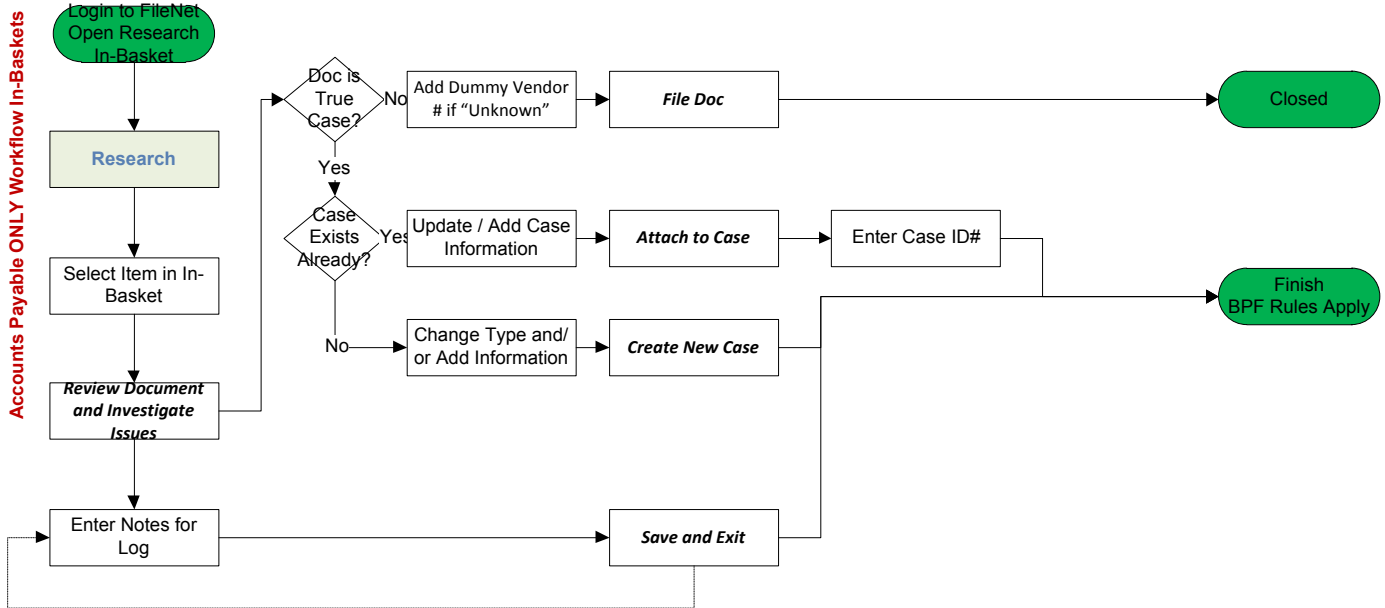 Accounts Payable ONLY Workflow In-Baskets
Login to FileNet
Open Research
In-Basket
Research
Select Item in In-
Basket
Review Document
and Investigate
Issues
Enter Notes for
Log
Doc is
True
Case?
No
Add Dummy Vendor
# if “Unknown”
File Doc
Closed
Yes
Case
Exists
Already?
Yes
Update / Add Case
Information
Attach to Case
Enter Case ID#
No
Change Type and/
or Add Information
Create New Case
Finish
BPF Rules Apply
Save and Exit